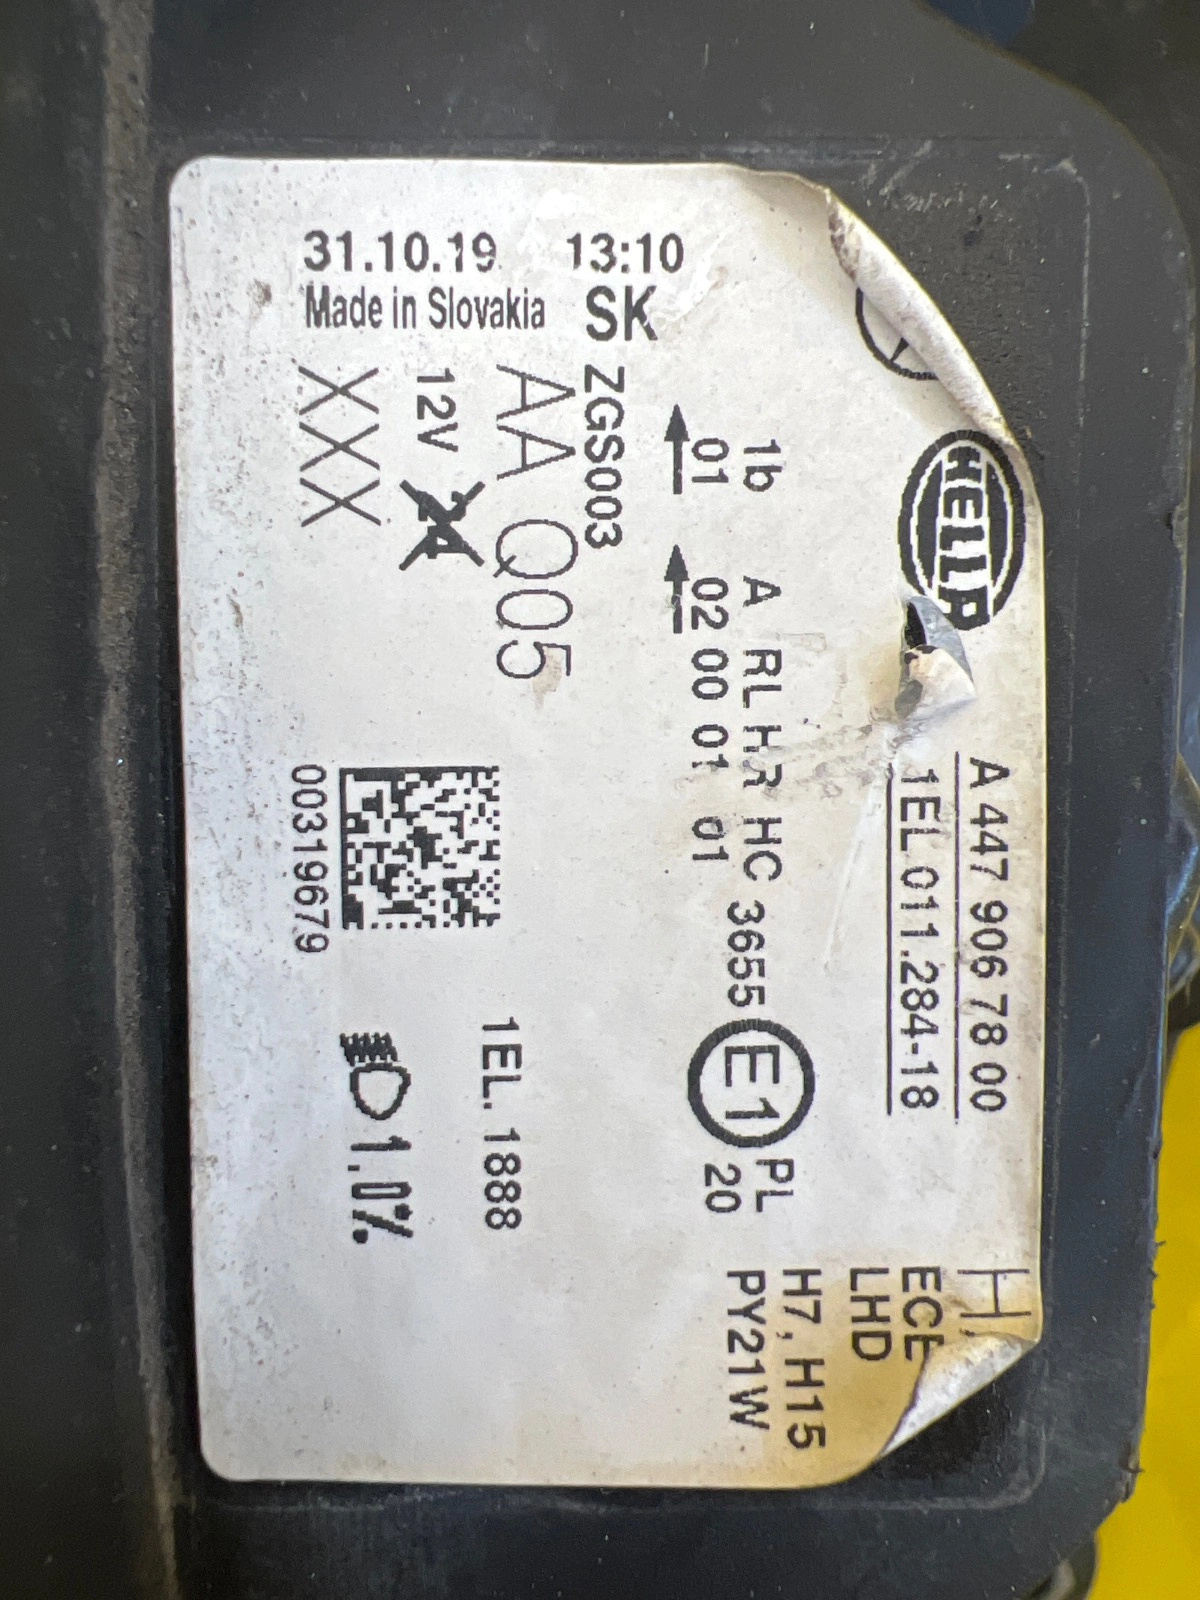 HELLA
A 447 906 78 00
1EL 011.284-18
H
ECE
LHD
1b A RL HR HC 3655 E1 PL
01 02 00 01 01 20
H7, H15
PY21W
ZGS003
AA Q05
12V 24
XXX
1EL. 1888
1.0%
00319679
31.10.19 13:10
Made in Slovakia SK